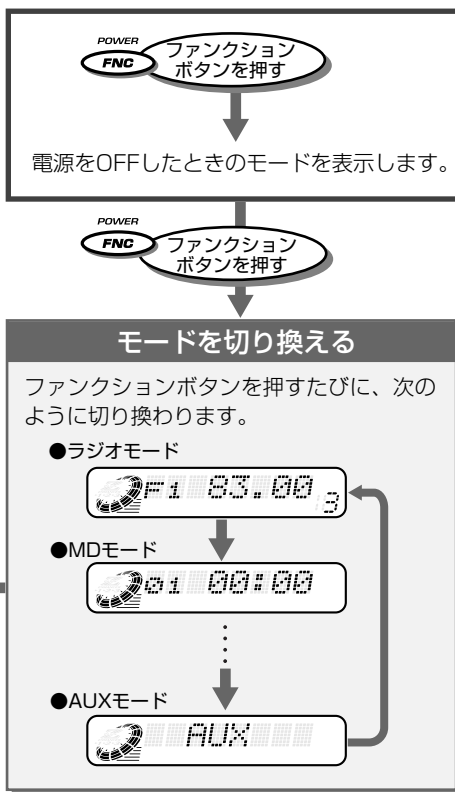 POWER
FNC
ファンクション
ボタンを押す
電源をOFFしたときのモードを表示します。
POWER
FNC
ファンクション
ボタンを押す
モードを切り換える
ファンクションボタンを押すたびに、次の
ように切り換わります。
●ラジオモード
F1 83.00 3
●MDモード
01 00:00
●AUXモード
AUX